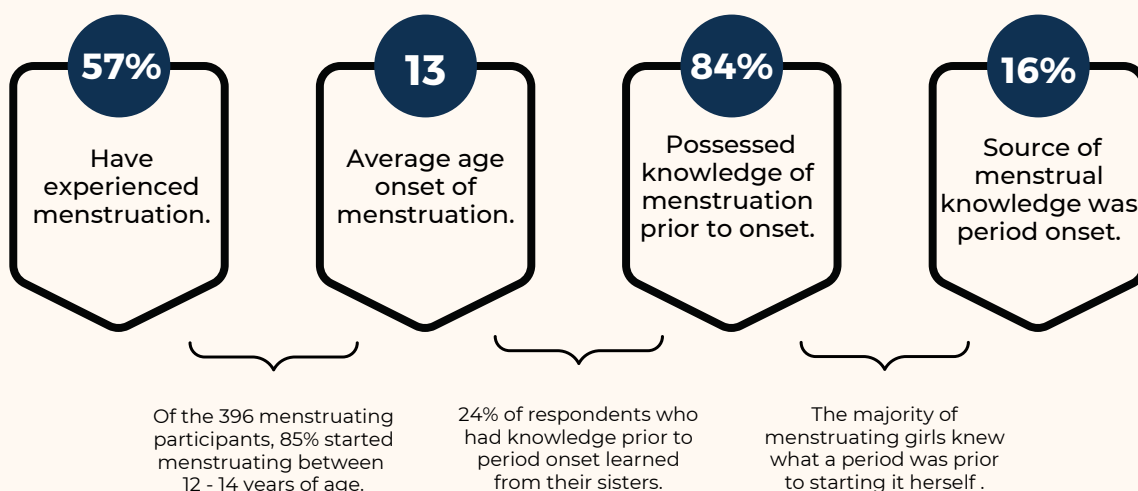 57%
Have
experienced
menstruation.
13
Average age
onset of
menstruation.
84%
Possessed
knowledge of
menstruation
prior to onset.
16%
Source of
menstrual
knowledge was
period onset.
Of the 396 menstruating
participants, 85% started
menstruating between
12 - 14 years of age.
24% of respondents who
had knowledge prior to
period onset learned
from their sisters.
The majority of
menstruating girls knew
what a period was prior
to starting it herself .